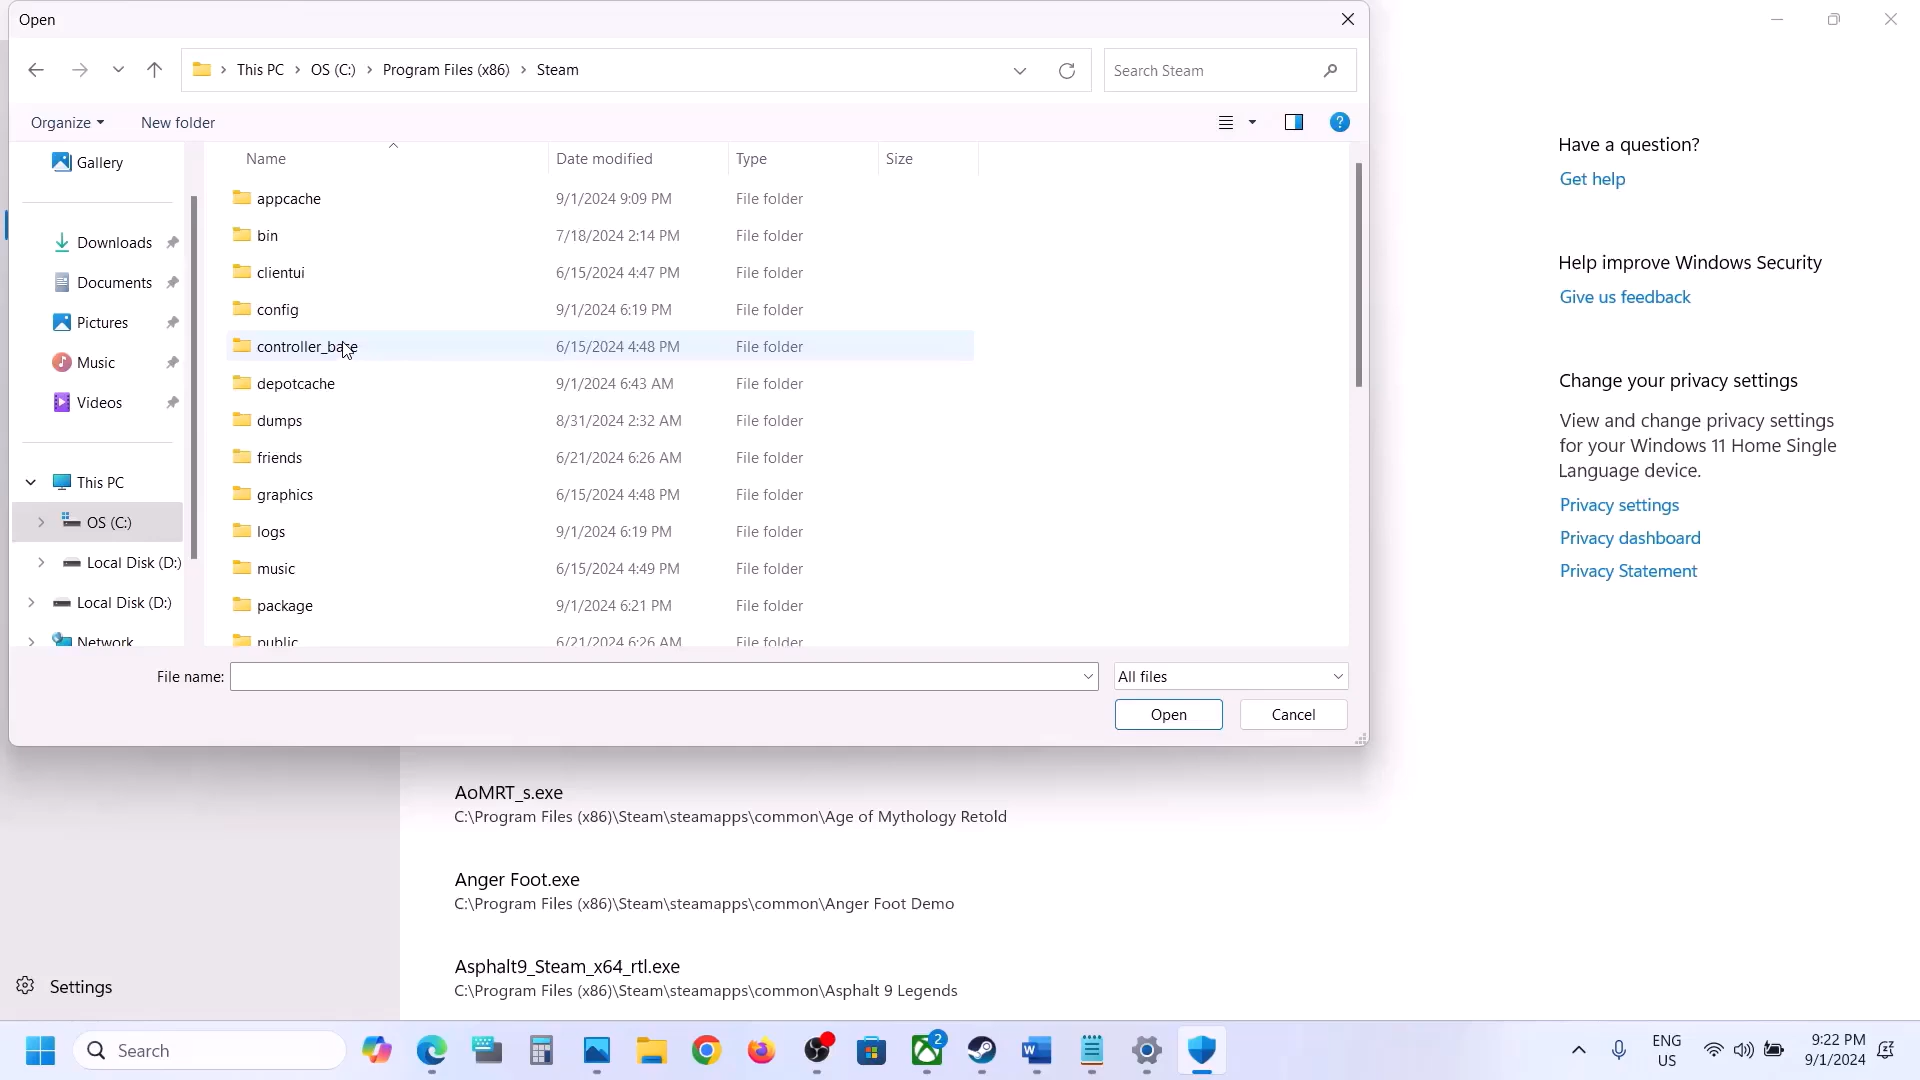 Open
This PC > OS (C:) > Program Files (x86) > Steam
Search Steam
Organize
New folder
Gallery
Downloads
Documents
Pictures
Music
Videos
This PC
OS (C:)
Local Disk (D:)
Local Disk (D:)
Network
Name Date modified Type Size
appcache 9/1/2024 9:09 PM File folder
bin 7/18/2024 2:14 PM File folder
clientui 6/15/2024 4:47 PM File folder
config 9/1/2024 6:19 PM File folder
controller_base 6/15/2024 4:48 PM File folder
depotcache 9/1/2024 6:43 AM File folder
dumps 8/31/2024 2:32 AM File folder
friends 6/21/2024 6:26 AM File folder
graphics 6/15/2024 4:48 PM File folder
logs 9/1/2024 6:19 PM File folder
music 6/15/2024 4:49 PM File folder
package 9/1/2024 6:21 PM File folder
public 6/21/2024 6:26 AM File folder
File name:
All files
Open
Cancel
Have a question?
Get help
Help improve Windows Security
Give us feedback
Change your privacy settings
View and change privacy settings
for your Windows 11 Home Single
Language device.
Privacy settings
Privacy dashboard
Privacy Statement
AoMRT_s.exe
C:\Program Files (x86)\Steam\steamapps\common\Age of Mythology Retold
Anger Foot.exe
C:\Program Files (x86)\Steam\steamapps\common\Anger Foot Demo
Asphalt9_Steam_x64_rtl.exe
C:\Program Files (x86)\Steam\steamapps\common\Asphalt 9 Legends
Settings
Search
2
ENG
US
9:22 PM
9/1/2024